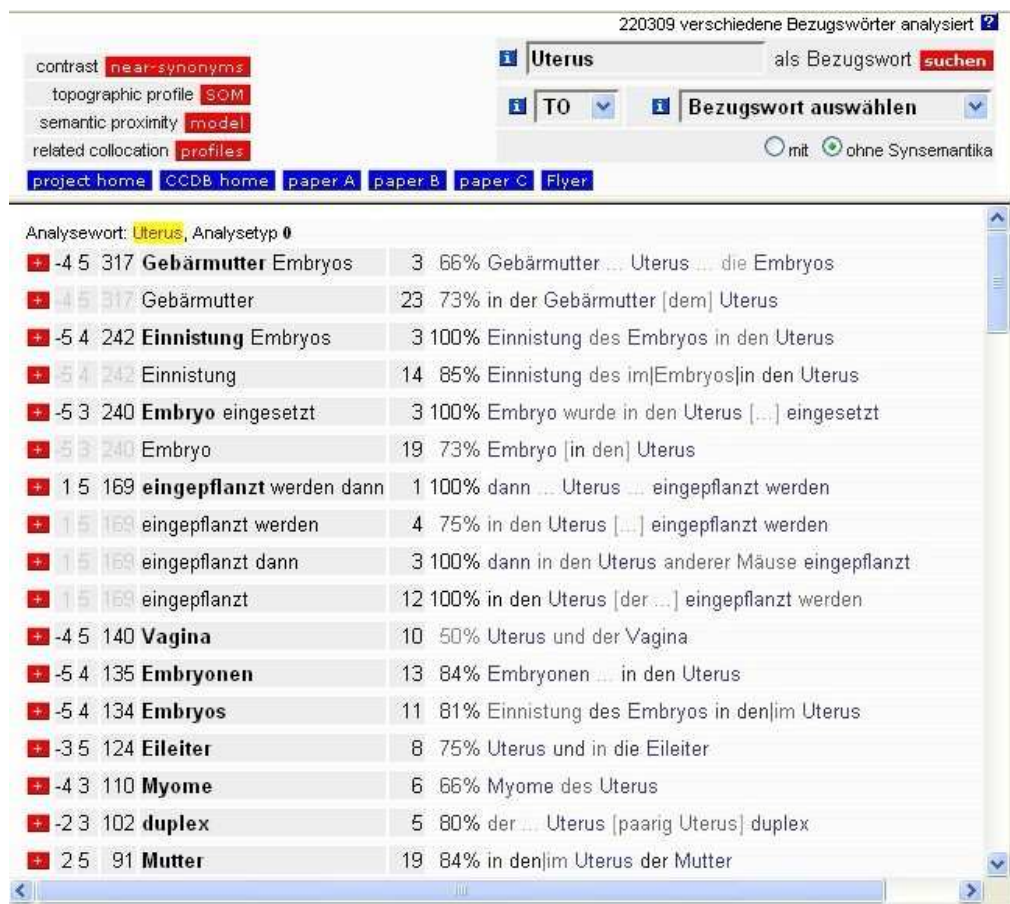 220309 verschiedene Bezugswörter analysiert ?
contrast near-synonyms
topographic profile SOM
semantic proximity model
related collocation profiles
i Uterus als Bezugswort suchen
i TO i Bezugswort auswählen
mit ohne Synsemantika
project home CCDB home paper A paper B paper C Flyer
Analysewort: Uterus, Analysetyp 0
+ -4 5 317 Gebärmutter Embryos 3 66% Gebärmutter ... Uterus ... die Embryos
+ -4 5 317 Gebärmutter 23 73% in der Gebärmutter [dem] Uterus
+ -5 4 242 Einnistung Embryos 3 100% Einnistung des Embryos in den Uterus
+ -5 4 242 Einnistung 14 85% Einnistung des im|Embryos|in den Uterus
+ -5 3 240 Embryo eingesetzt 3 100% Embryo wurde in den Uterus [...] eingesetzt
+ -5 3 240 Embryo 19 73% Embryo [in den] Uterus
+ 1 5 169 eingepflanzt werden dann 1 100% dann ... Uterus ... eingepflanzt werden
+ 1 5 169 eingepflanzt werden 4 75% in den Uterus [...] eingepflanzt werden
+ 1 5 169 eingepflanzt dann 3 100% dann in den Uterus anderer Mäuse eingepflanzt
+ 1 5 169 eingepflanzt 12 100% in den Uterus [der ...] eingepflanzt werden
+ -4 5 140 Vagina 10 50% Uterus und der Vagina
+ -5 4 135 Embryonen 13 84% Embryonen ... in den Uterus
+ -5 4 134 Embryos 11 81% Einnistung des Embryos in den|im Uterus
+ -3 5 124 Eileiter 8 75% Uterus und in die Eileiter
+ -4 3 110 Myome 6 66% Myome des Uterus
+ -2 3 102 duplex 5 80% der ... Uterus [paarig Uterus] duplex
+ 2 5 91 Mutter 19 84% in den|im Uterus der Mutter